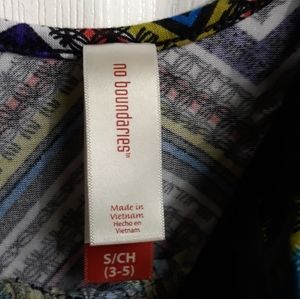 no boundaries™
Made in
Vietnam
Hecho en
Vietnam
S/CH
(3-5)